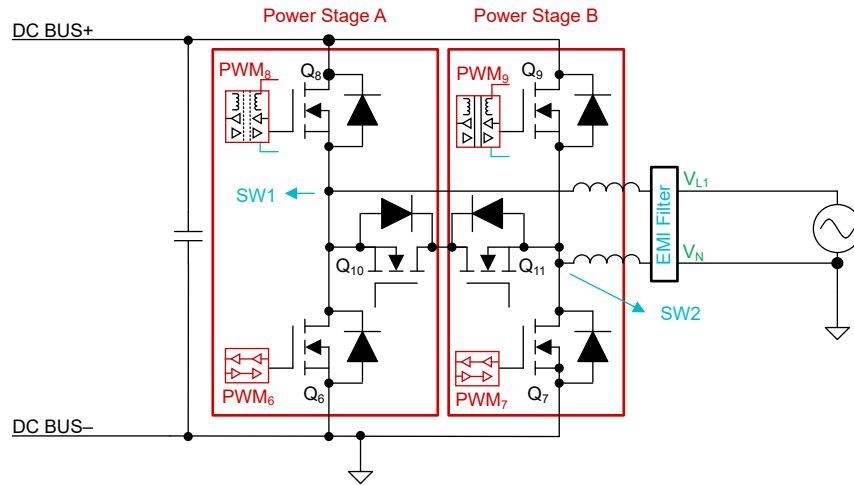 Power Stage A
Power Stage B
DC BUS+
PWM8
Q8
PWM9
Q9
SW1
VL1
EMI Filter
Q10
Q11
VN
SW2
PWM6
Q6
PWM7
Q7
DC BUS–